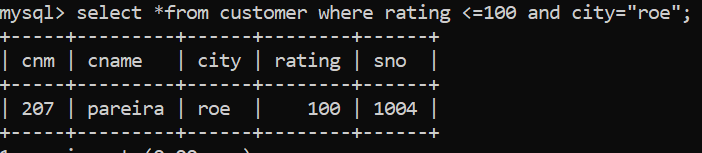 mysql> select *from customer where rating <=100 and city="roe";
+-----+---------+------+--------+------+
| cnm | cname   | city | rating | sno  |
+-----+---------+------+--------+------+
| 207 | pareira | roe  |    100 | 1004 |
+-----+---------+------+--------+------+